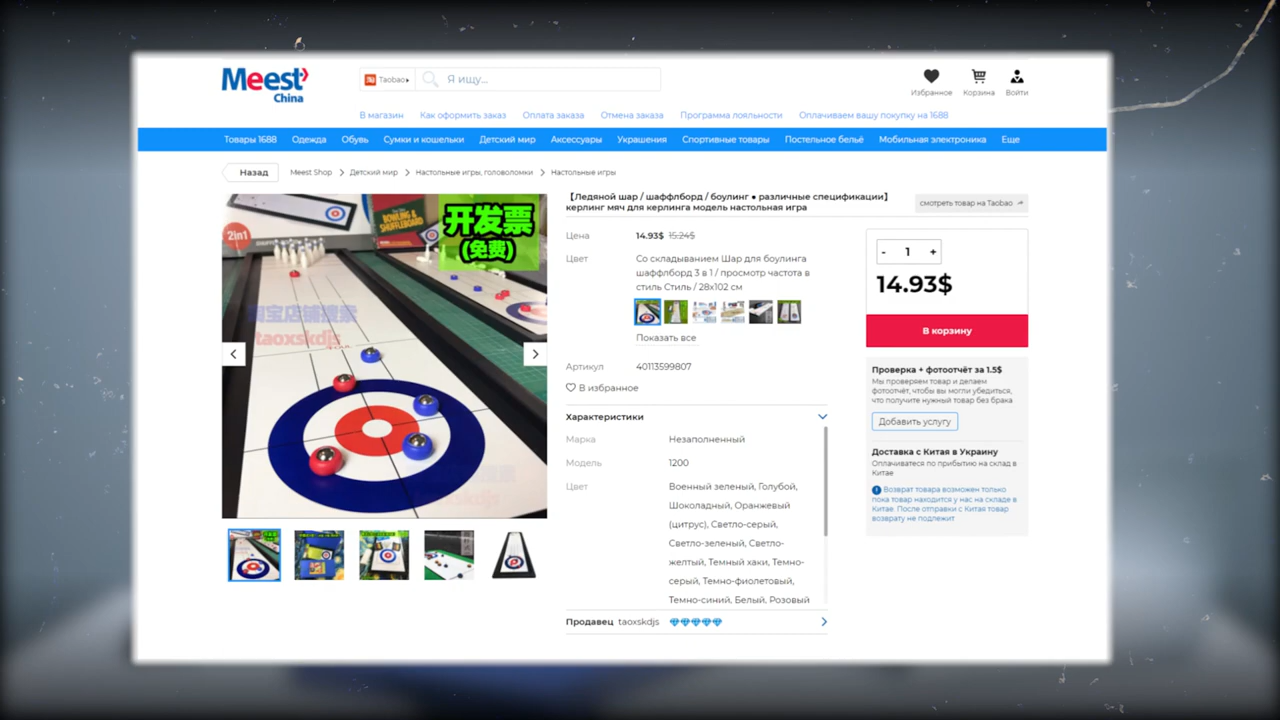 Meest
China
Taobao
Я ищу...
Избранное
Корзина
Войти
В магазин
Как оформить заказ
Оплата заказа
Отмена заказа
Программа лояльности
Оплачиваем вашу покупку на 1688
Товары 1688
Одежда
Обувь
Сумки и кошельки
Детский мир
Аксессуары
Украшения
Спортивные товары
Постельное бельё
Мобильная электроника
Еще
Назад
Meest Shop
Детский мир
Настольные игры, головоломки
Настольные игры
2in1
BOWLING &
SHUFFLEBOARD
开发票
(免费)
淘宝店铺搜索
taoxskdjs
【Ледяной шар / шаффлборд / боулинг ● различные спецификации】
керлинг мяч для керлинга модель настольная игра
смотреть товар на Taobao
Цена
14.93$ 15.24$
Цвет
Со складыванием Шар для боулинга
шаффлборд 3 в 1 / просмотр частота в
стиль Стиль / 28х102 см
Показать все
Артикул
40113599807
В избранное
Характеристики
Марка
Незаполненный
Модель
1200
Цвет
Военный зеленый, Голубой,
Шоколадный, Оранжевый
(цитрус), Светло-серый,
Светло-зеленый, Светло-
желтый, Темный хаки, Темно-
серый, Темно-фиолетовый,
Темно-синий, Белый, Розовый
Продавец taoxskdjs
- 1 +
14.93$
В корзину
Проверка + фотоотчёт за 1.5$
Мы проверяем товар и делаем
фотоотчёт, чтобы вы могли убедиться,
что получите нужный товар без брака
Добавить услугу
Доставка с Китая в Украину
Оплачиватеся по прибытию на склад в
Китае
Возврат товара возможен только
пока товар находится у нас на складе в
Китае. После отправки с Китая товар
возврату не подлежит